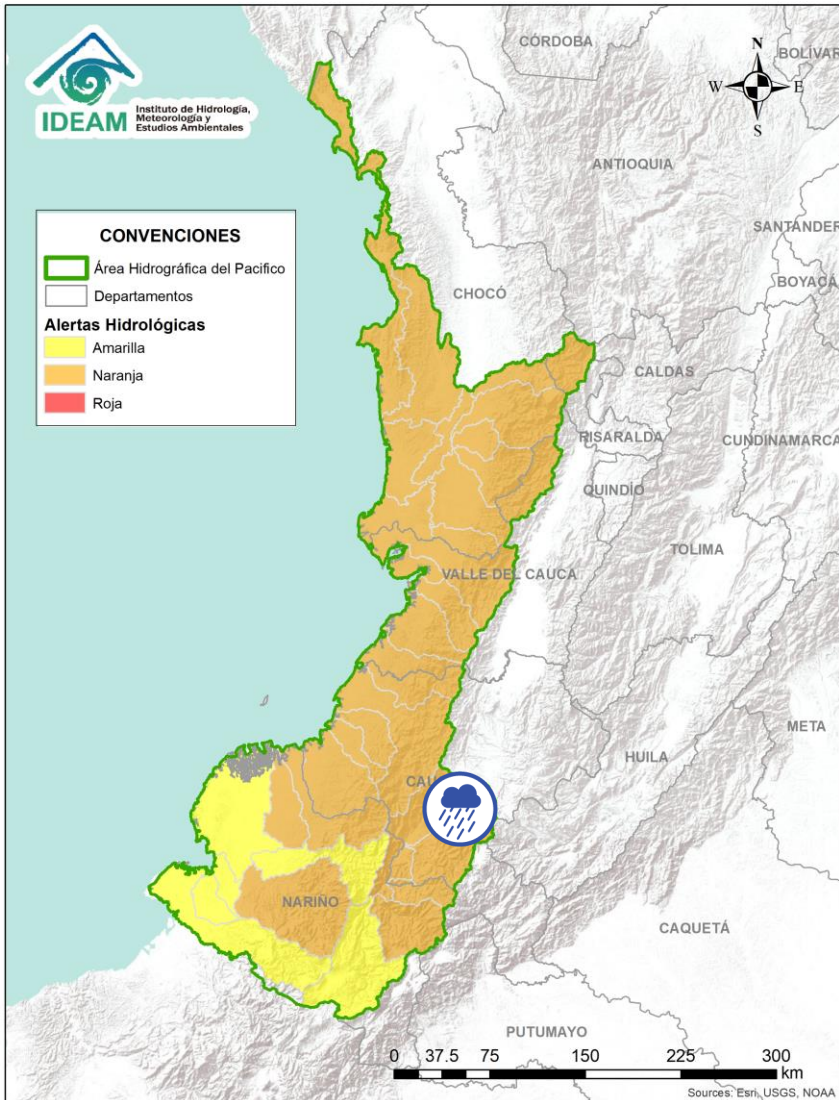 IDEAM
Instituto de Hidrología,
Meteorología y
Estudios Ambientales
CÓRDOBA
BOLÍVAR
N
W
E
S
ANTIOQUIA
SANTANDER
BOYACÁ
CONVENCIONES
Área Hidrográfica del Pacifico
Departamentos
Alertas Hidrológicas
Amarilla
Naranja
Roja
CHOCÓ
CALDAS
RISARALDA
CUNDINAMARCA
QUINDÍO
TOLIMA
VALLE DEL CAUCA
META
HUILA
CAU
NARIÑO
CAQUETÁ
PUTUMAYO
0 37.5 75 150 225 300
km
Sources: Esri, USGS, NOAA